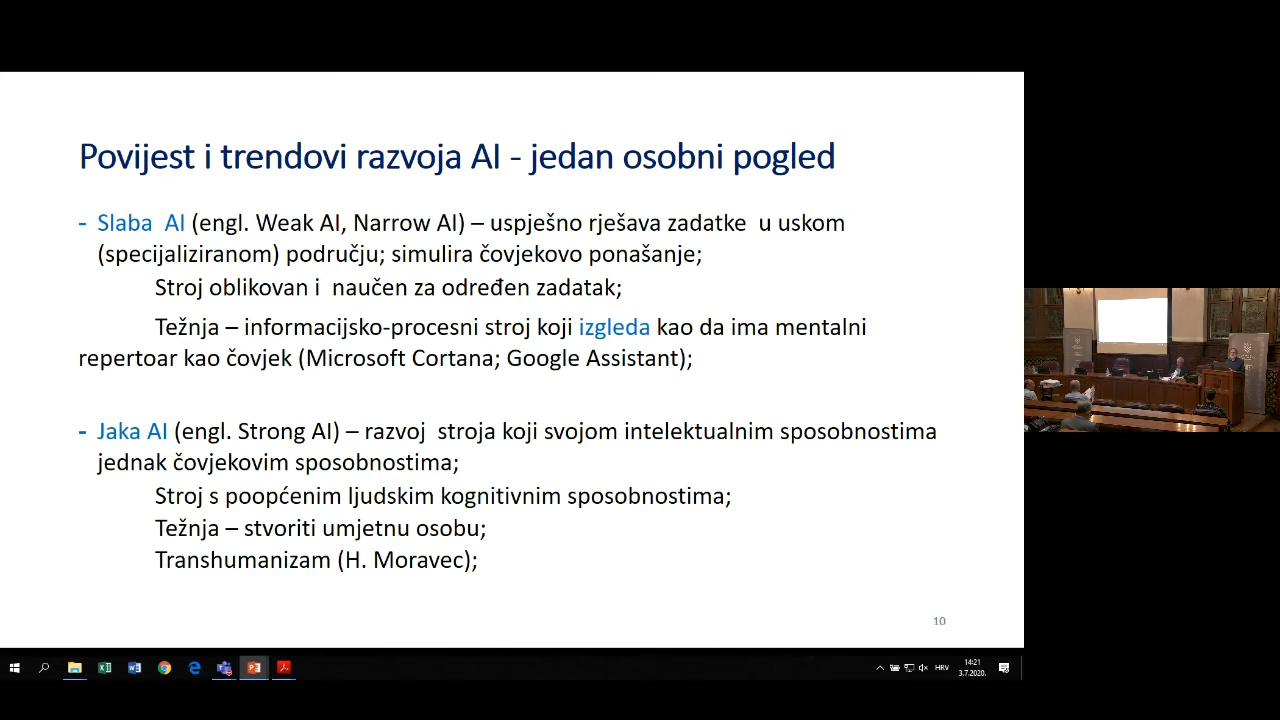 Povijest i trendovi razvoja AI - jedan osobni pogled
- Slaba AI (engl. Weak AI, Narrow AI) – uspješno rješava zadatke u uskom
(specijaliziranom) području; simulira čovjekovo ponašanje;
Stroj oblikovan i naučen za određen zadatak;
Težnja – informacijsko-procesni stroj koji izgleda kao da ima mentalni
repertoar kao čovjek (Microsoft Cortana; Google Assistant);
- Jaka AI (engl. Strong AI) – razvoj stroja koji svojom intelektualnim sposobnostima
jednak čovjekovim sposobnostima;
Stroj s poopćenim ljudskim kognitivnim sposobnostima;
Težnja – stvoriti umjetnu osobu;
Transhumanizam (H. Moravec);
10
HRV
14:21
3.7.2020.